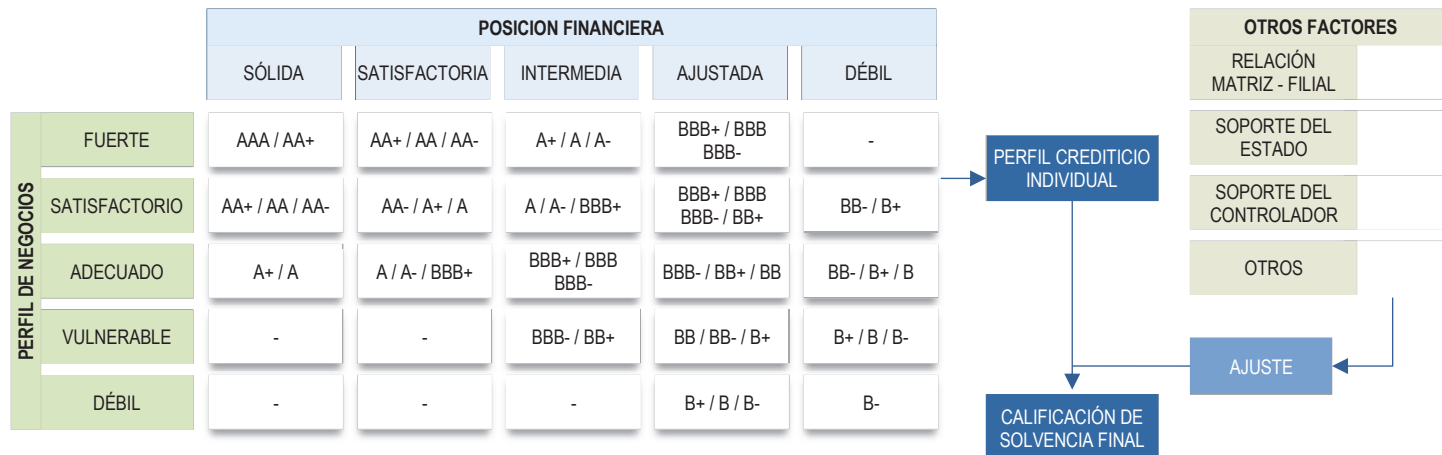 POSICION FINANCIERA
SÓLIDA
SATISFACTORIA
INTERMEDIA
AJUSTADA
DÉBIL
PERFIL DE NEGOCIOS
FUERTE
AAA / AA+
AA+ / AA / AA-
A+ / A / A-
BBB+ / BBB
BBB-
-
SATISFACTORIO
AA+ / AA / AA-
AA- / A+ / A
A / A- / BBB+
BBB+ / BBB
BBB- / BB+
BB- / B+
ADECUADO
A+ / A
A / A- / BBB+
BBB+ / BBB
BBB-
BBB- / BB+ / BB
BB- / B+ / B
VULNERABLE
-
-
BBB- / BB+
BB / BB- / B+
B+ / B / B-
DÉBIL
-
-
-
B+ / B / B-
B-
PERFIL CREDITICIO
INDIVIDUAL
OTROS FACTORES
RELACIÓN
MATRIZ - FILIAL
SOPORTE DEL
ESTADO
SOPORTE DEL
CONTROLADOR
OTROS
AJUSTE
CALIFICACIÓN DE
SOLVENCIA FINAL